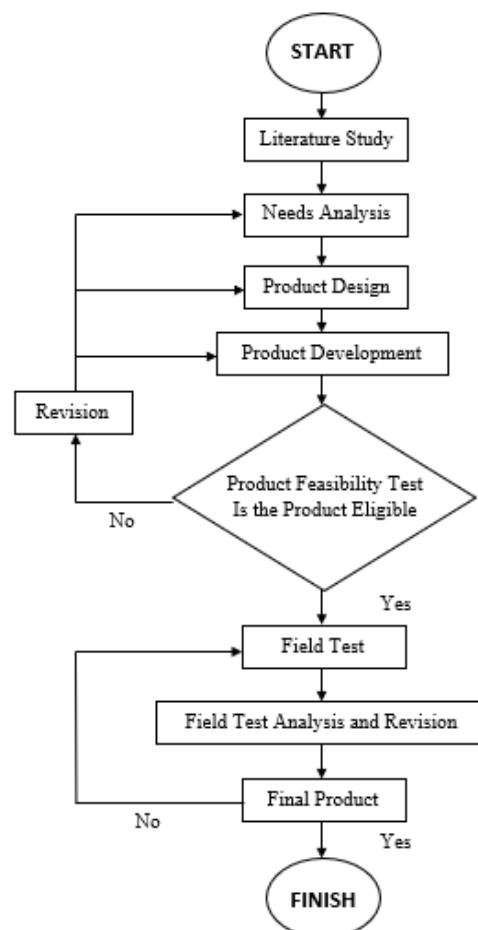 START
Literature Study
Needs Analysis
Product Design
Product Development
Revision
Product Feasibility Test
Is the Product Eligible
No
Yes
Field Test
Field Test Analysis and Revision
Final Product
No
Yes
FINISH